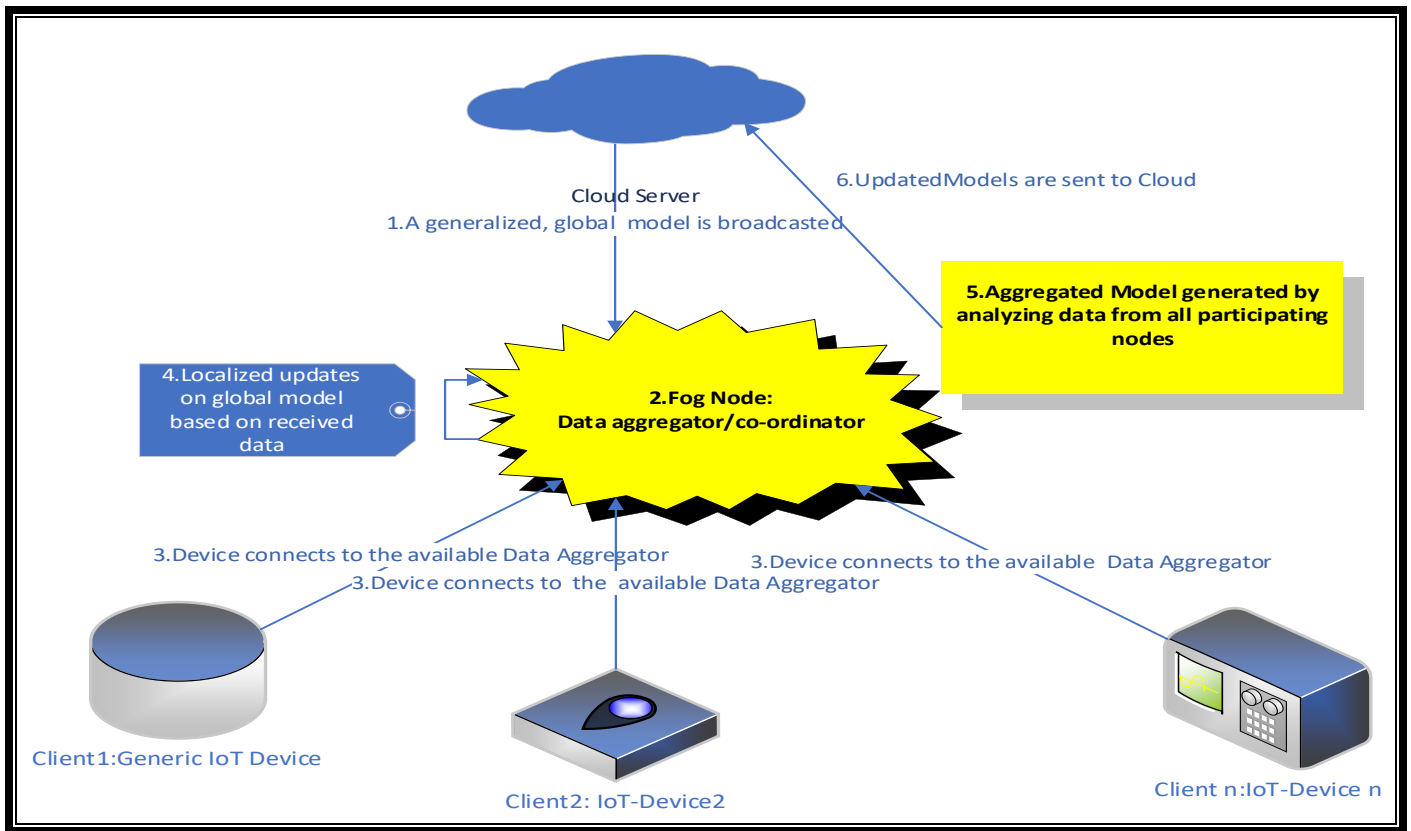 Cloud Server
1.A generalized, global model is broadcasted
6.UpdatedModels are sent to Cloud
5.Aggregated Model generated by
analyzing data from all participating
nodes
4.Localized updates
on global model
based on received
data
2.Fog Node:
Data aggregator/co-ordinator
3.Device connects to the available Data Aggregator
3.Device connects to the available Data Aggregator
3.Device connects to the available Data Aggregator
Client1:Generic IoT Device
Client2: IoT-Device2
Client n:IoT-Device n